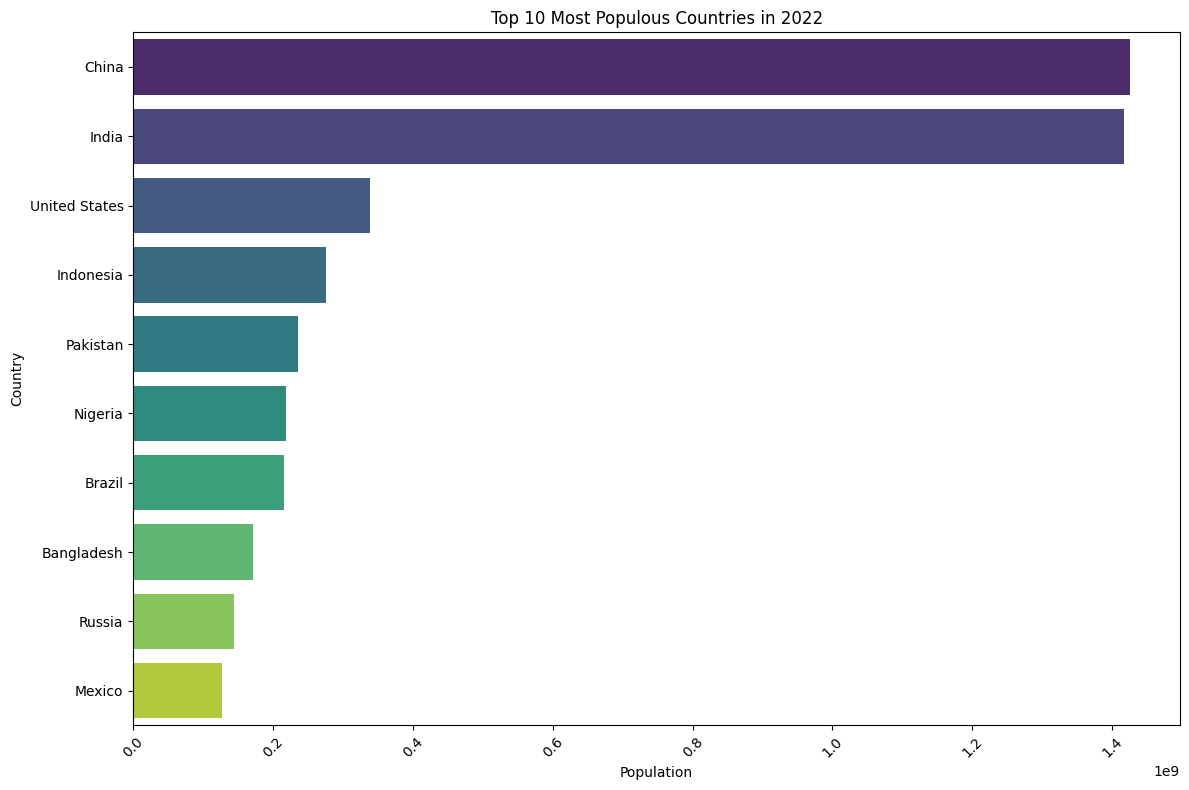 Top 10 Most Populous Countries in 2022
China
India
United States
Indonesia
Pakistan
Nigeria
Brazil
Bangladesh
Russia
Mexico
Country
0.0 0.2 0.4 0.6 0.8 1.0 1.2 1.4
Population
1e9